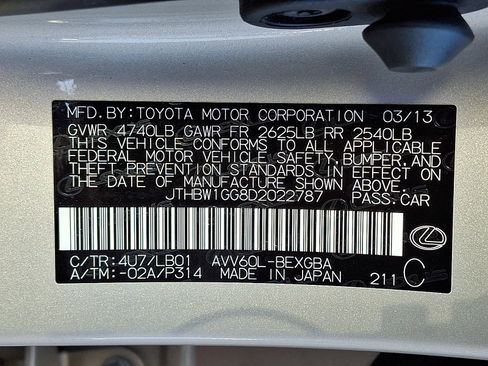 MFD. BY: TOYOTA MOTOR CORPORATION 03/13
GVWR 4740LB GAWR FR 2625LB RR 2540LB
THIS VEHICLE CONFORMS TO ALL APPLICABLE
FEDERAL MOTOR VEHICLE SAFETY, BUMPER, AND
THEFT PREVENTION STANDARDS IN EFFECT ON
THE DATE OF MANUFACTURE SHOWN ABOVE.
JTHBW1GG8D2022787 PASS. CAR
C/TR: 4U7/LB01 AVV60L-BEXGBA
A/TM: -02A/P314 MADE IN JAPAN 211 C